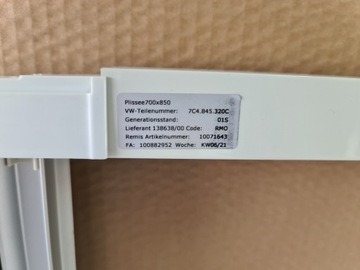 Plissee700x850
VW-Teilenummer: 7C4.845.320C
Generationsstand: 01S
Lieferant 138638/00 Code: RMO
Remis Artikelnummer: 10071643
FA: 100882952 Woche: KW06/21